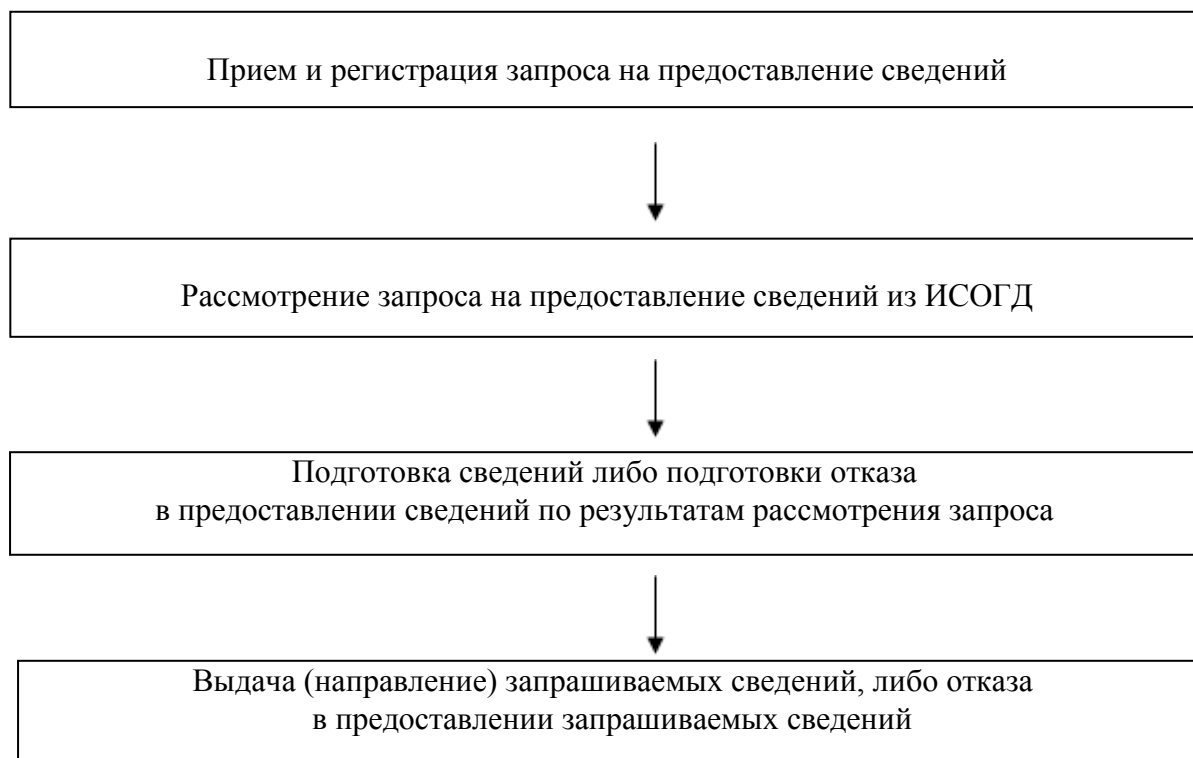 Прием и регистрация запроса на предоставление сведений
Рассмотрение запроса на предоставление сведений из ИСОГД
Подготовка сведений либо подготовки отказа
в предоставлении сведений по результатам рассмотрения запроса
Выдача (направление) запрашиваемых сведений, либо отказа
в предоставлении запрашиваемых сведений